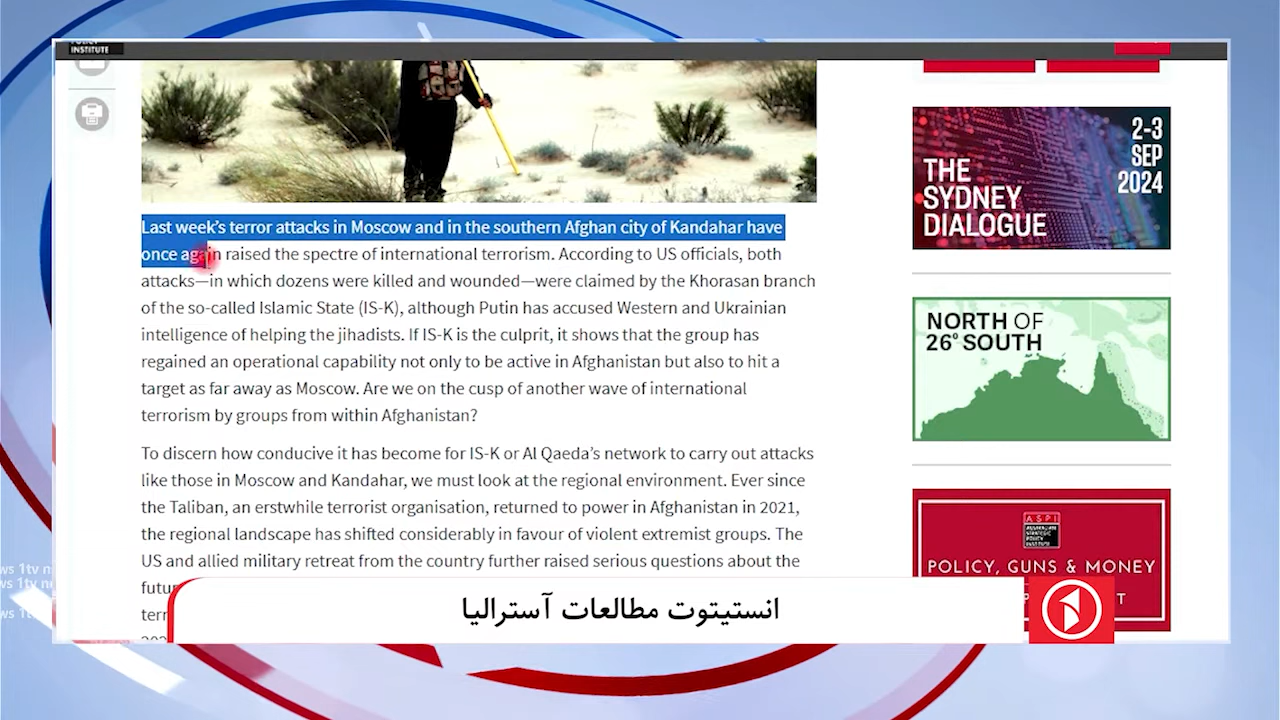 INSTITUTE
Last week's terror attacks in Moscow and in the southern Afghan city of Kandahar have
once again raised the spectre of international terrorism. According to US officials, both
attacks—in which dozens were killed and wounded—were claimed by the Khorasan branch
of the so-called Islamic State (IS-K), although Putin has accused Western and Ukrainian
intelligence of helping the jihadists. If IS-K is the culprit, it shows that the group has
regained an operational capability not only to be active in Afghanistan but also to hit a
target as far away as Moscow. Are we on the cusp of another wave of international
terrorism by groups from within Afghanistan?
To discern how conducive it has become for IS-K or Al Qaeda's network to carry out attacks
like those in Moscow and Kandahar, we must look at the regional environment. Ever since
the Taliban, an erstwhile terrorist organisation, returned to power in Afghanistan in 2021,
the regional landscape has shifted considerably in favour of violent extremist groups. The
US and allied military retreat from the country further raised serious questions about the
2-3
SEP
2024
THE
SYDNEY
DIALOGUE
NORTH OF
26º SOUTH
ASPI
AUSTRALIAN
STRATEGIC
POLICY
INSTITUTE
POLICY, GUNS & MONEY
انستیتوت مطالعات آسترالیا